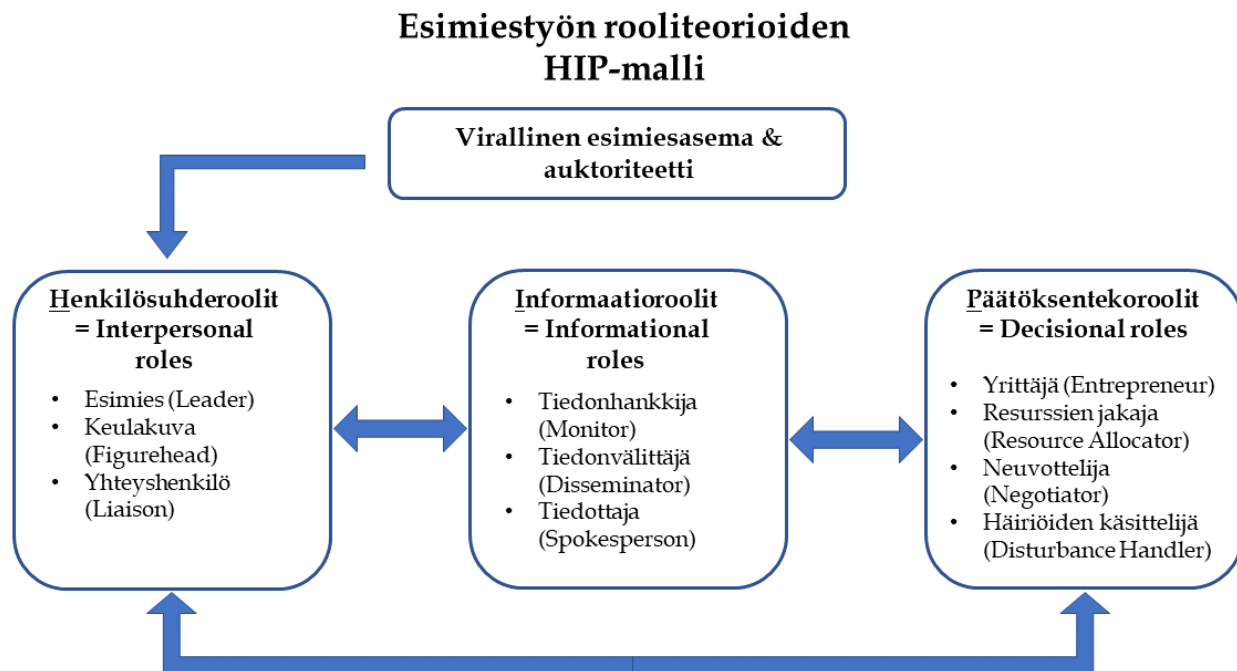 Esimiestyön rooliteorioiden
HIP-malli
Virallinen esimiesasema &
auktoriteetti
Henkilösuhderoolit
= Interpersonal
roles
• Esimies (Leader)
• Keulakuva
(Figurehead)
• Yhteyshenkilö
(Liaison)
Informaatioroolit
= Informational
roles
• Tiedonhankkija
(Monitor)
• Tiedonvälittäjä
(Disseminator)
• Tiedottaja
(Spokesperson)
Päätöksentekoroolit
= Decisional roles
• Yrittäjä (Entrepreneur)
• Resurssien jakaja
(Resource Allocator)
• Neuvottelija
(Negotiator)
• Häiriöiden käsittelijä
(Disturbance Handler)